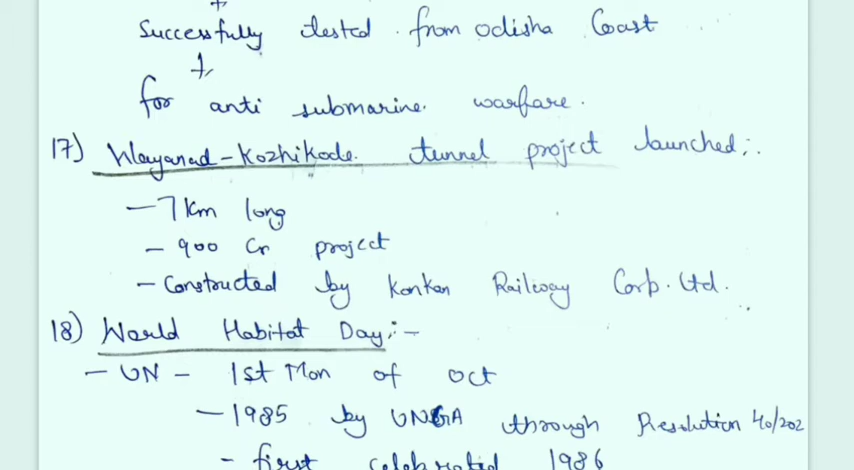 Successfully tested from odisha Coast
for anti submarine warfare.
17) Wayanad-Kozhikode tunnel project launched:-
- 7 km long
- 900 Cr project
- Constructed by Konkan Railway Corp. Ltd.
18) World Habitat Day:-
- UN - 1st Mon of Oct
- 1985 by UNGA through Resolution 40/202
- first celebrated 1986